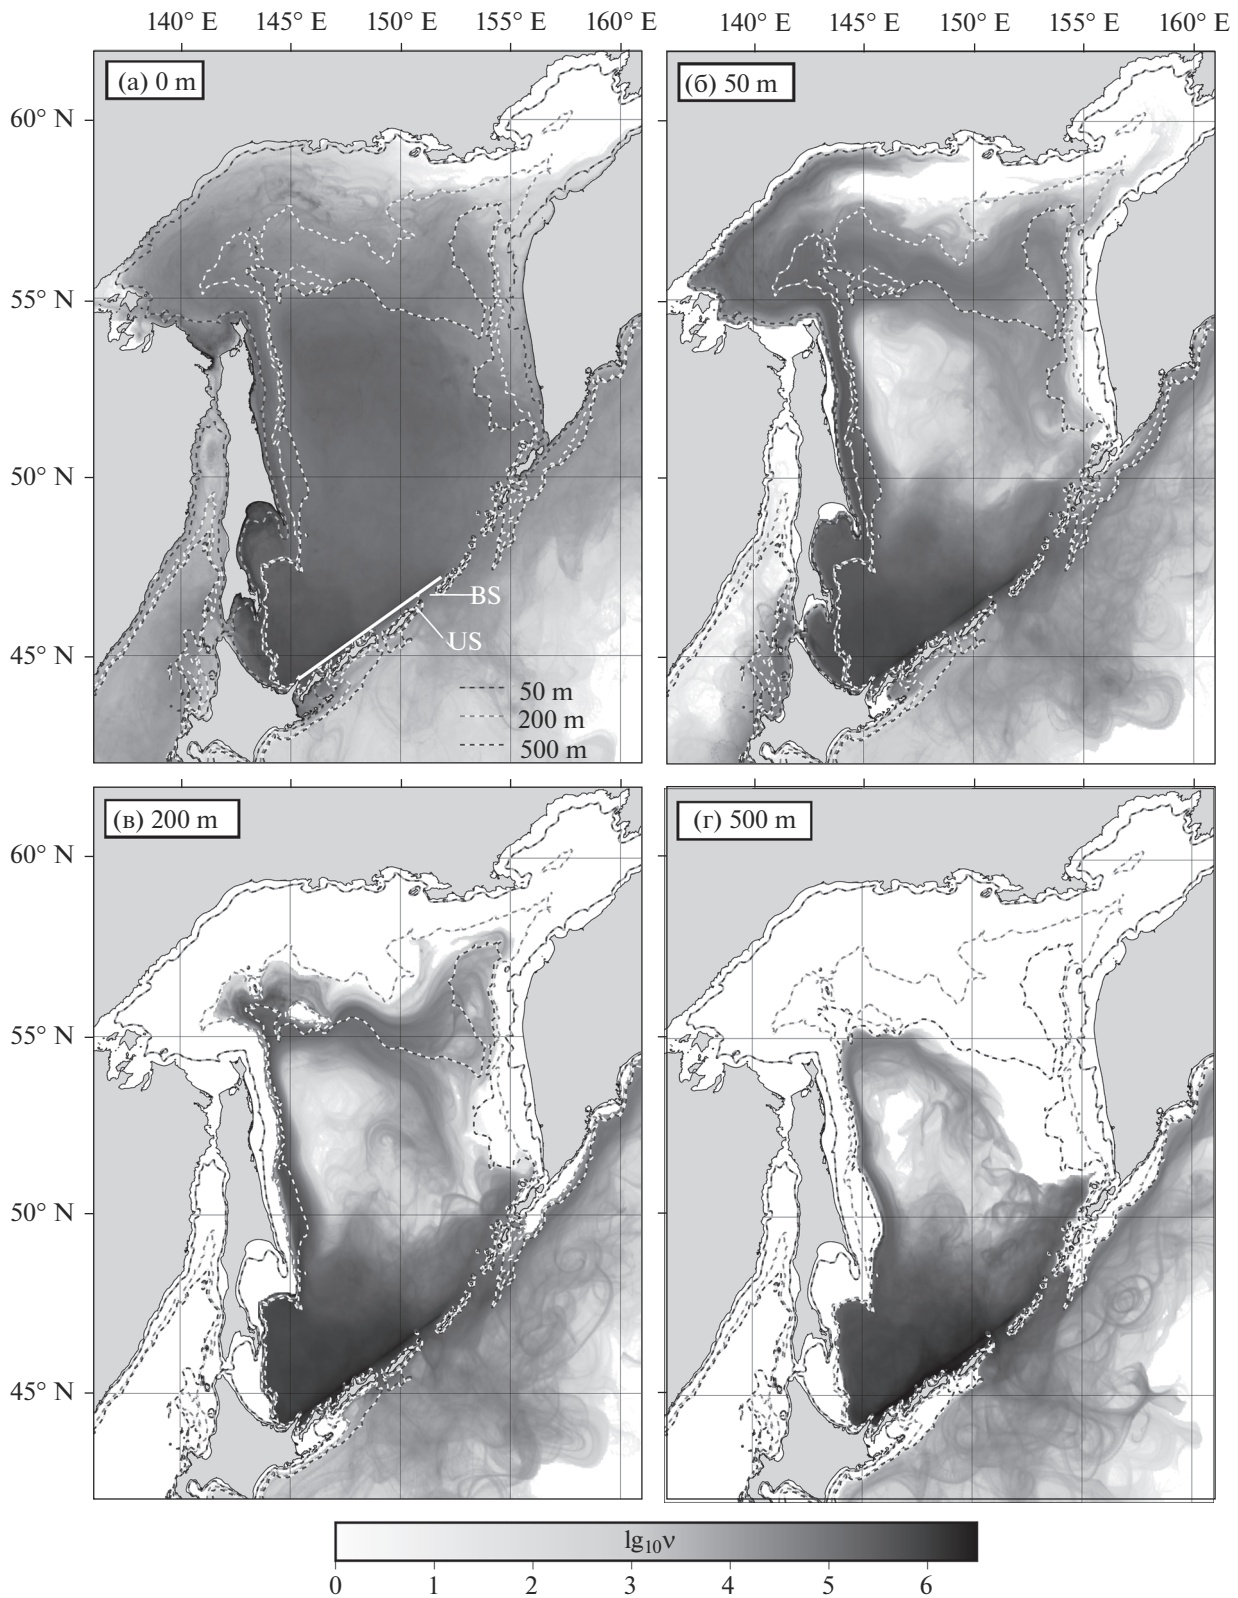 140° E 145° E 150° E 155° E 160° E 140° E 145° E 150° E 155° E 160° E
(а) 0 m
(б) 50 m
60° N
55° N
50° N
BS
US
45° N
50 m
200 m
500 m
(в) 200 m
(г) 500 m
60° N
55° N
50° N
45° N
lg₁₀ν
0 1 2 3 4 5 6